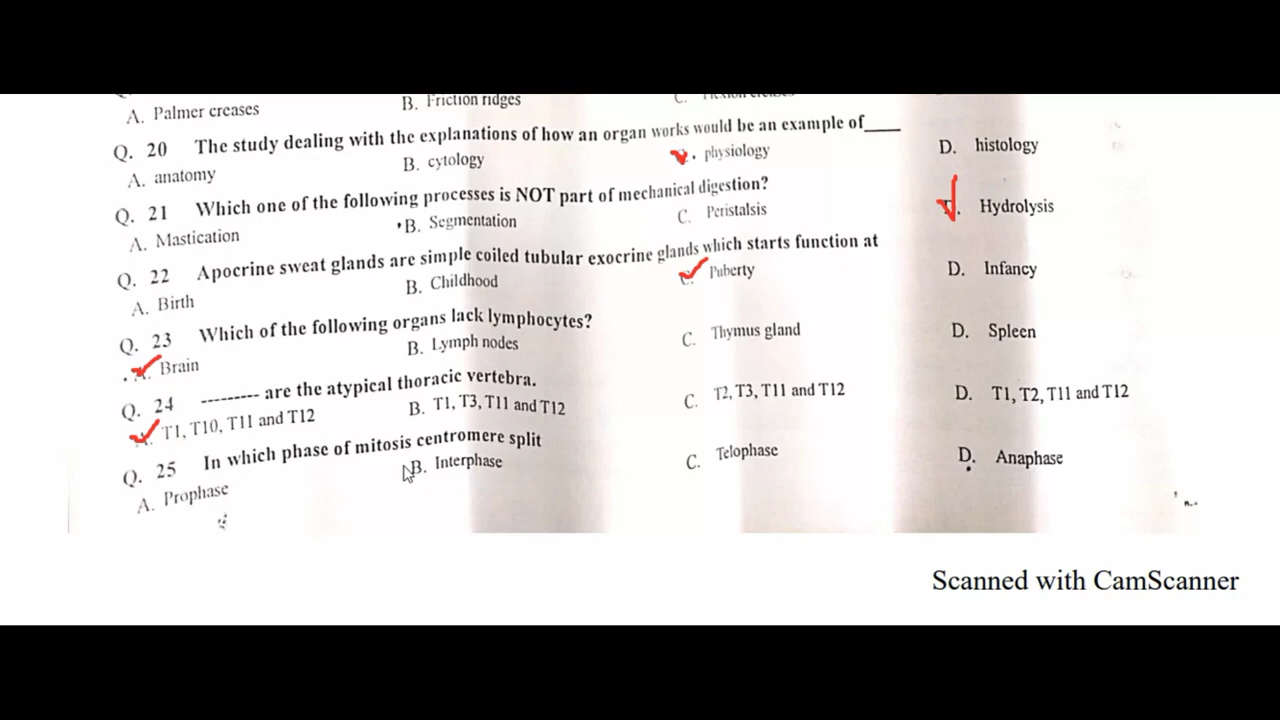 A. Palmer creases B. Friction ridges C.
Q. 20 The study dealing with the explanations of how an organ works would be an example of____
A. anatomy B. cytology . physiology D. histology
Q. 21 Which one of the following processes is NOT part of mechanical digestion?
A. Mastication B. Segmentation C. Peristalsis D. Hydrolysis
Q. 22 Apocrine sweat glands are simple coiled tubular exocrine glands which starts function at
A. Birth B. Childhood C. Puberty D. Infancy
Q. 23 Which of the following organs lack lymphocytes?
A. Brain B. Lymph nodes C. Thymus gland D. Spleen
Q. 24 --------- are the atypical thoracic vertebra.
A. T1, T10, T11 and T12 B. T1, T3, T11 and T12 C. T2, T3, T11 and T12 D. T1, T2, T11 and T12
Q. 25 In which phase of mitosis centromere split
A. Prophase B. Interphase C. Telophase D. Anaphase
Scanned with CamScanner